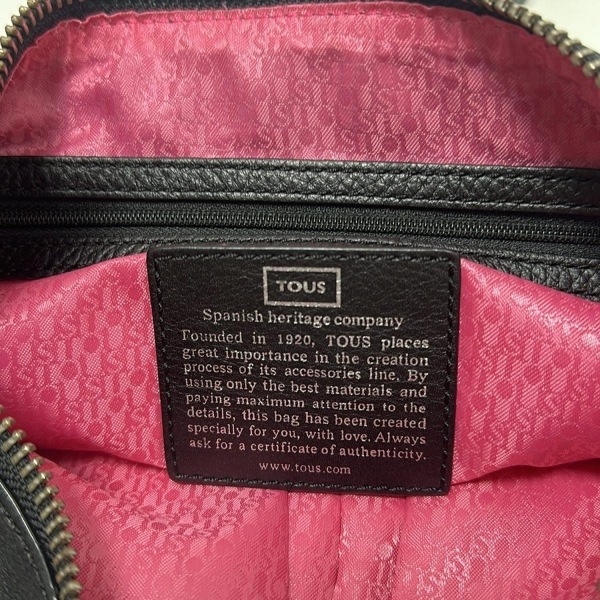 TOUS
Spanish heritage company
Founded in 1920, TOUS places
great importance in the creation
process of its accessories line. By
using only the best materials and
paying maximum attention to the
details, this bag has been created
specially for you, with love. Always
ask for a certificate of authenticity.
www.tous.com